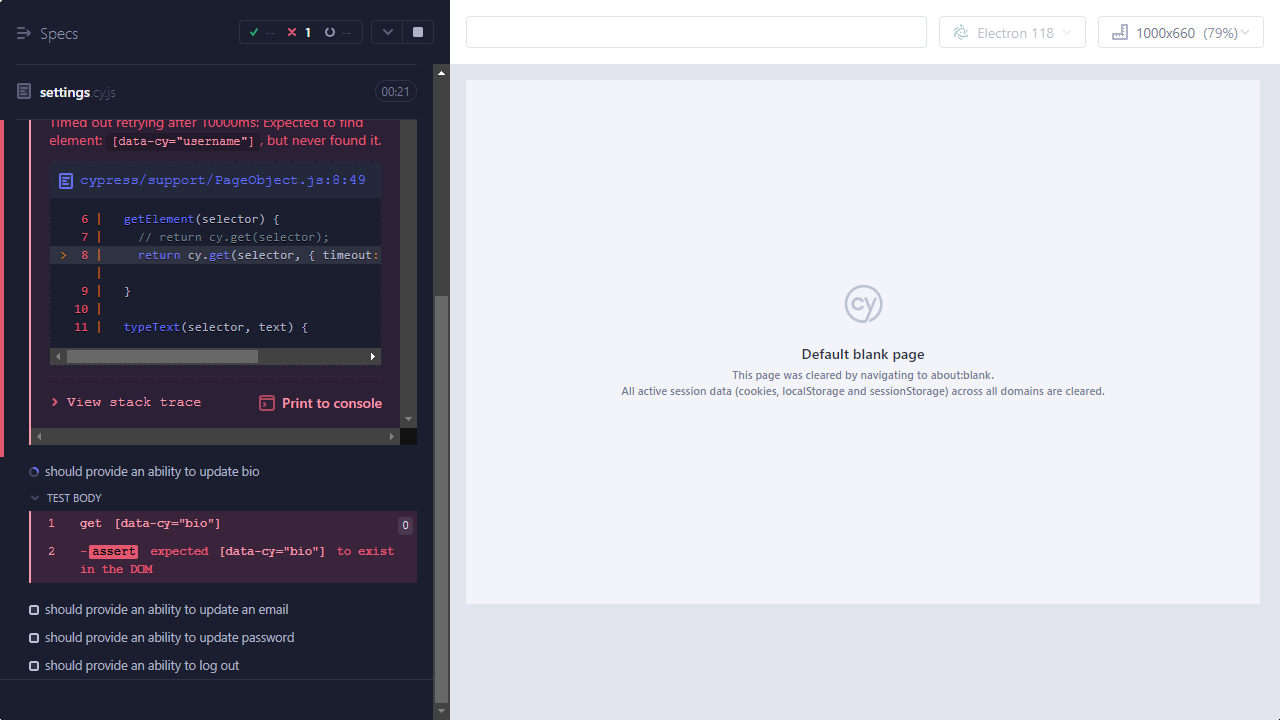 Specs
-- 1 --
settings.cy.js
00:21
Timed out retrying after 10000ms: Expected to find
element: [data-cy="username"], but never found it.
cypress/support/PageObject.js:8:49
6 | getElement(selector) {
7 | // return cy.get(selector);
> 8 | return cy.get(selector, { timeout:
|
9 | }
10 |
11 | typeText(selector, text) {
View stack trace
Print to console
should provide an ability to update bio
TEST BODY
1 get [data-cy="bio"] 0
2 -assert expected [data-cy="bio"] to exist
in the DOM
should provide an ability to update an email
should provide an ability to update password
should provide an ability to log out
Electron 118
1000x660 (79%)
cy
Default blank page
This page was cleared by navigating to about:blank.
All active session data (cookies, localStorage and sessionStorage) across all domains are cleared.